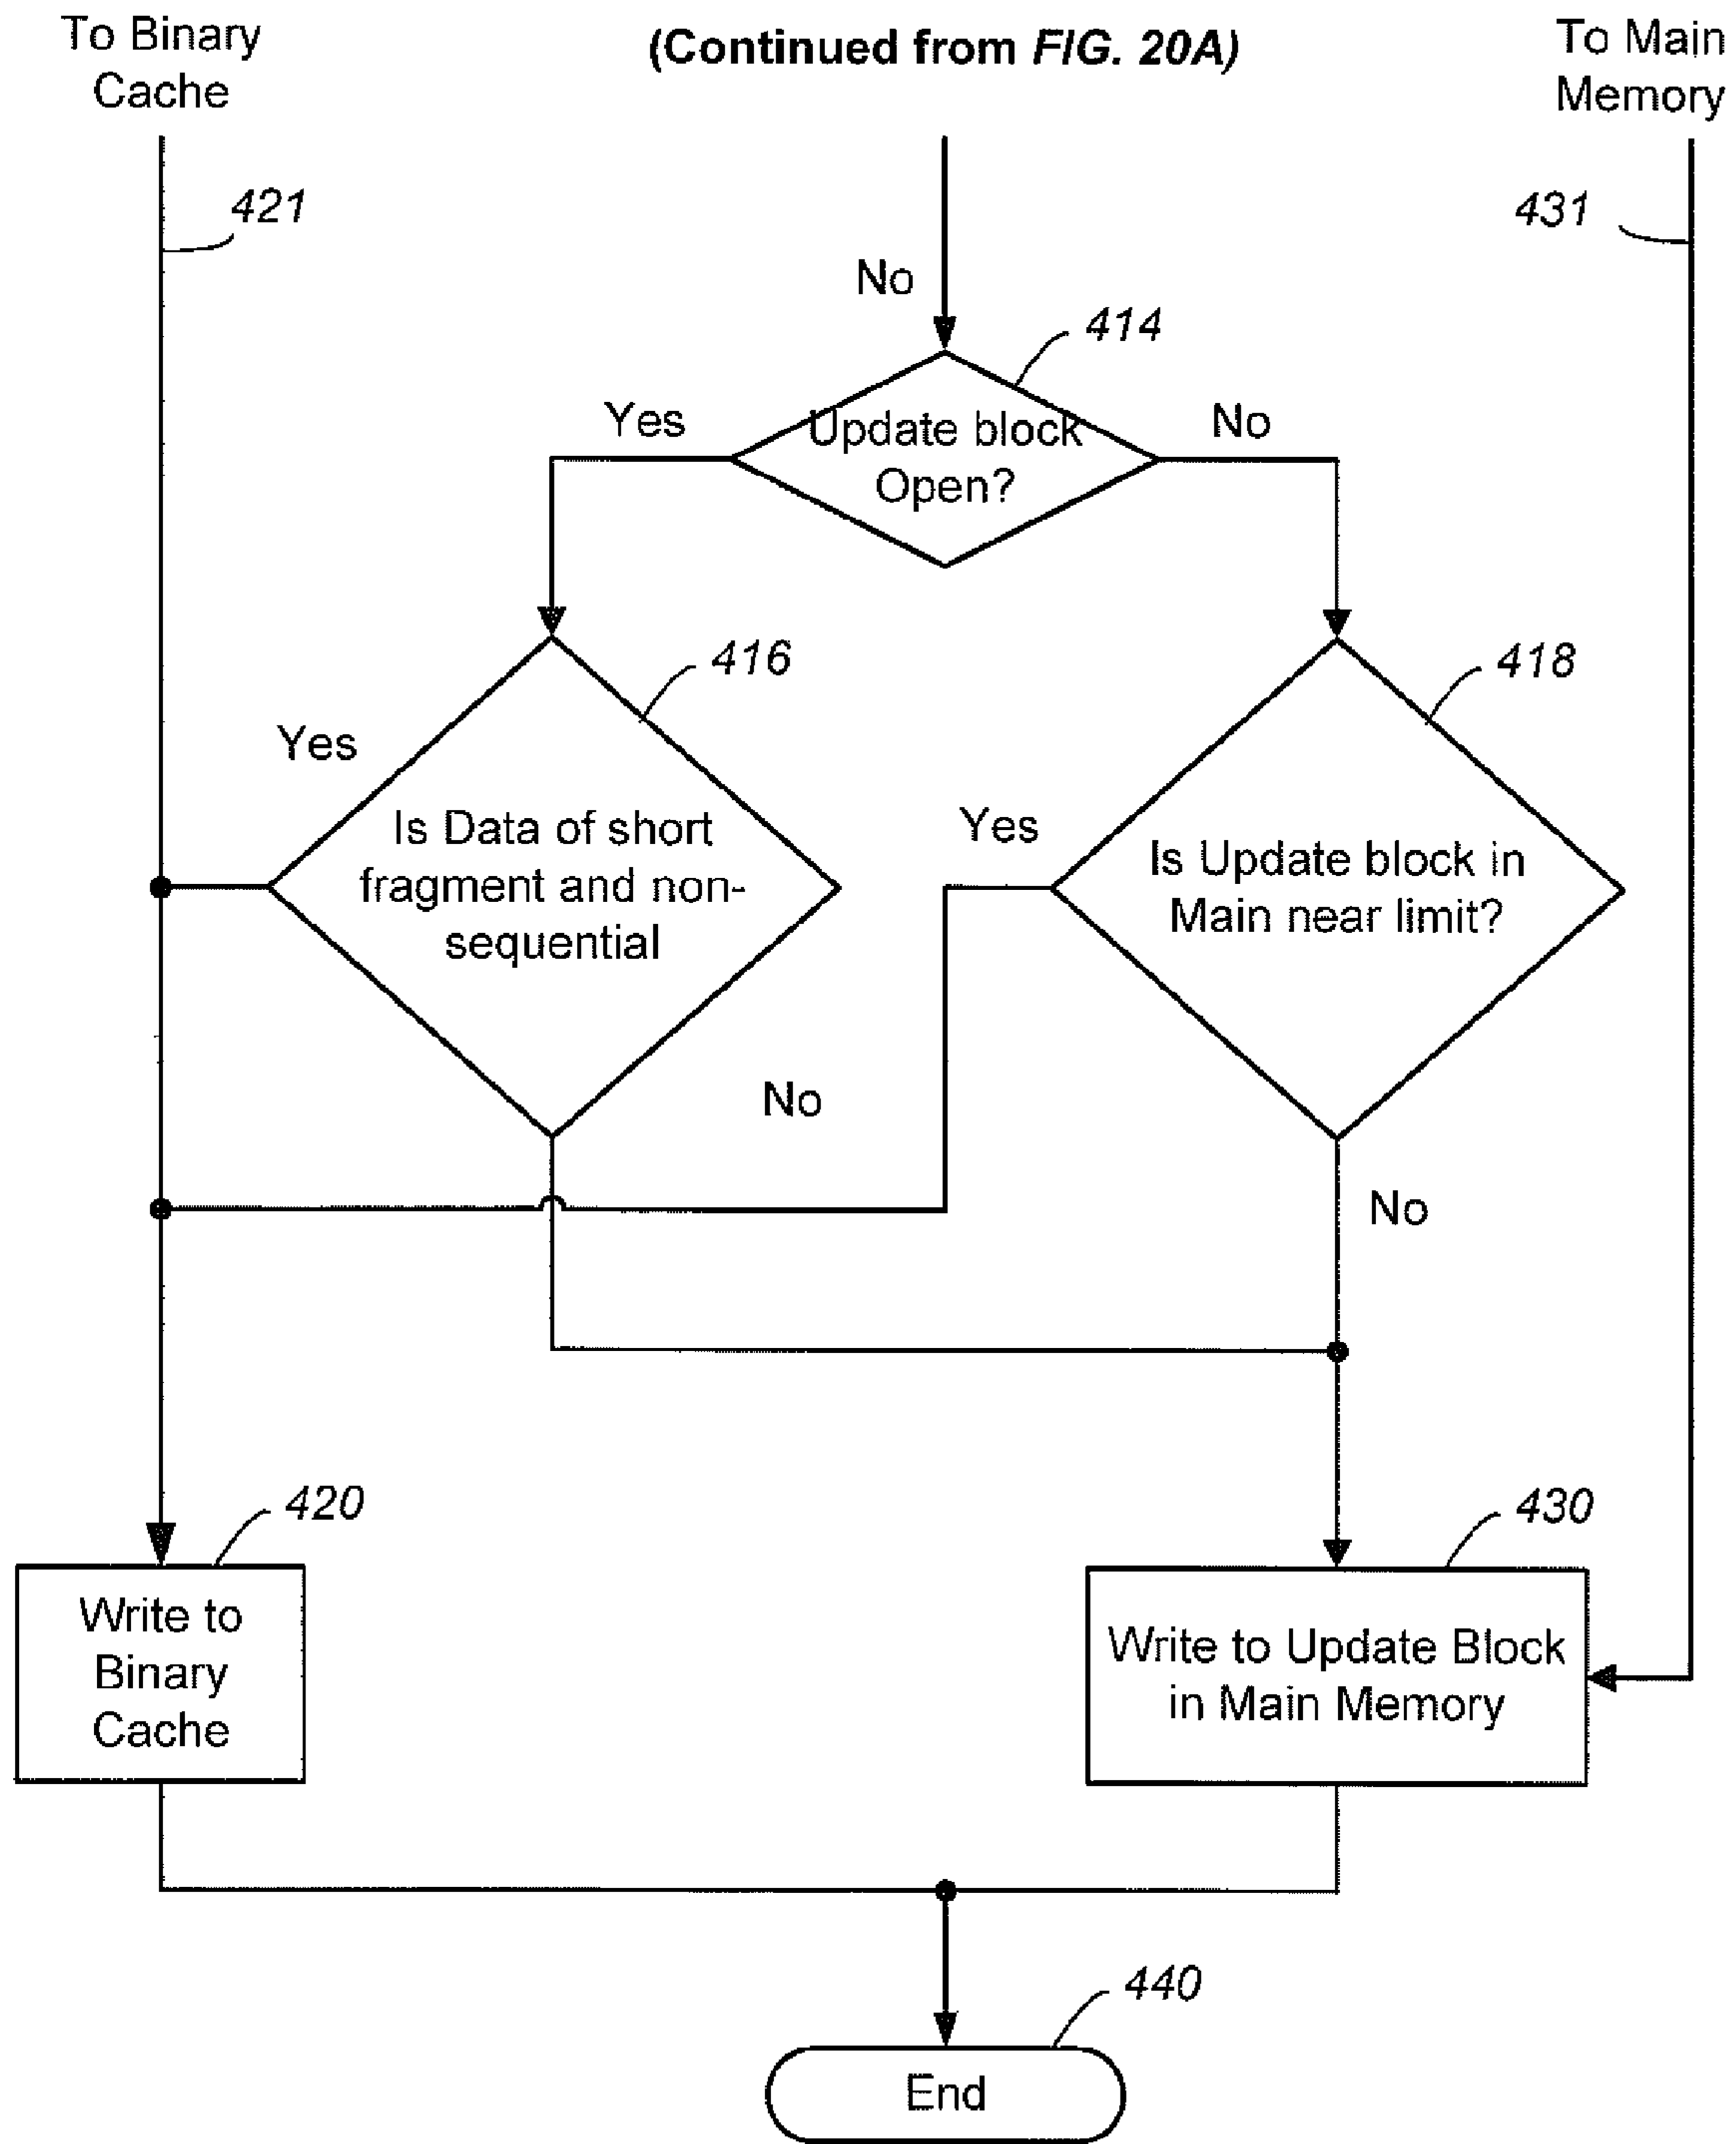 To Binary
Cache
(Continued from FIG. 20A)
To Main
Memory
421
431
No
414
Yes
Update block
Open?
No
416
418
Yes
Is Data of short
fragment and non-
sequential
Yes
Is Update block in
Main near limit?
No
No
420
430
Write to
Binary
Cache
Write to Update Block
in Main Memory
440
End